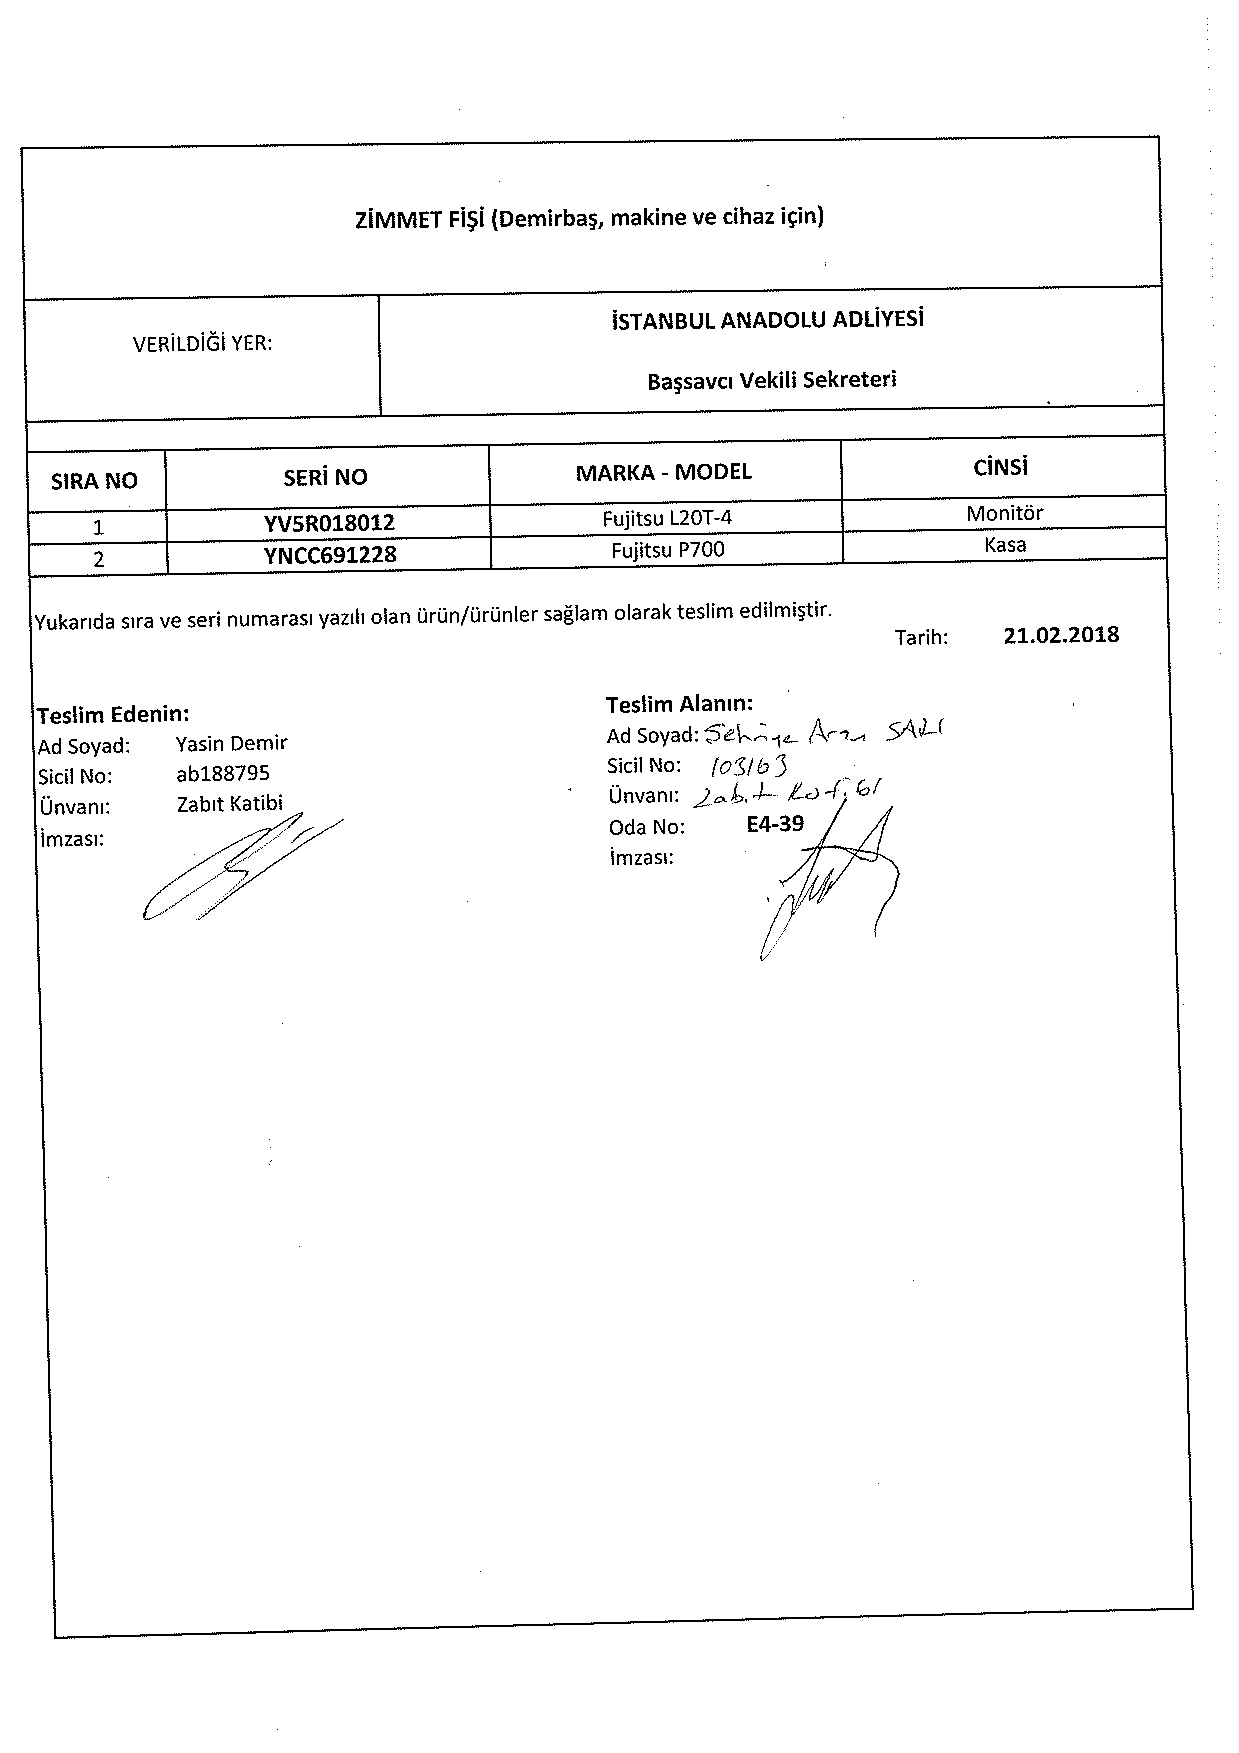 ZİMMET FİŞİ (Demirbaş, makine ve cihaz için)
VERİLDİĞİ YER:
İSTANBUL ANADOLU ADLİYESİ
Başsavcı Vekili Sekreteri
SIRA NO SERİ NO MARKA - MODEL CİNSİ
1 YV5R018012 Fujitsu L20T-4 Monitör
2 YNCC691228 Fujitsu P700 Kasa
Yukarıda sıra ve seri numarası yazılı olan ürün/ürünler sağlam olarak teslim edilmiştir.
Tarih: 21.02.2018
Teslim Edenin:
Ad Soyad: Yasin Demir
Sicil No: ab188795
Ünvanı: Zabıt Katibi
İmzası:
Teslim Alanın:
Ad Soyad: Arzu SALI
Sicil No: 103163
Ünvanı: Zabıt Katibi
Oda No: E4-39
İmzası: